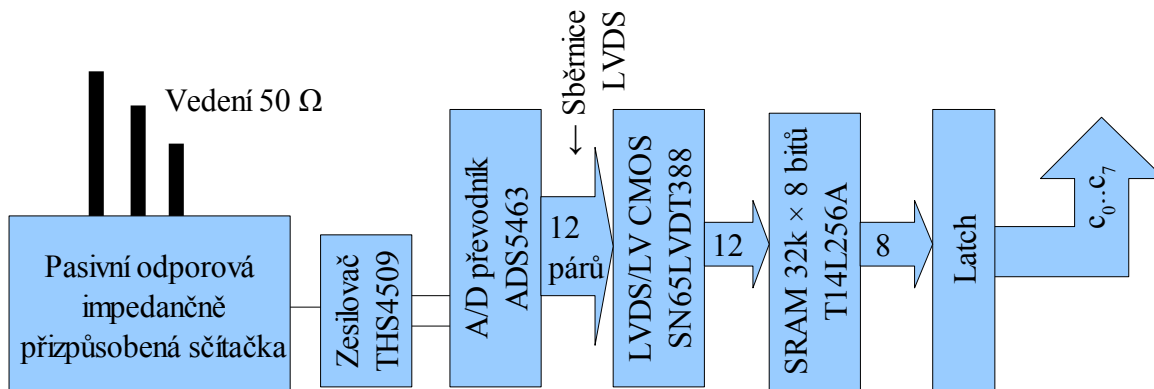 Vedení 50 Ω
Pasivní odporová
impedančně
přizpůsobená sčítačka
Zesilovač
THS4509
A/D převodník
ADS5463
← Sběrnice
LVDS
12
párů
LVDS/LV CMOS
SN65LVDT388
12
SRAM 32k × 8 bitů
T14L256A
8
Latch
c₀..c₇